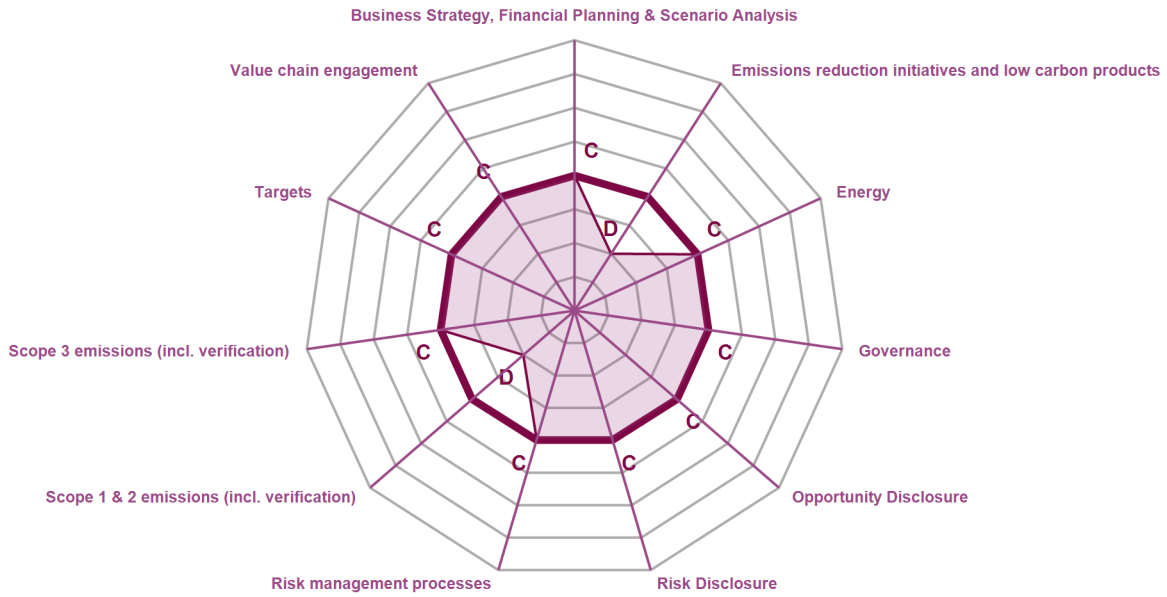 Business Strategy, Financial Planning & Scenario Analysis
Value chain engagement
Emissions reduction initiatives and low carbon products
C
C
Targets
Energy
C
D
C
Scope 3 emissions (incl. verification)
C
C
Governance
D
C
C
C
Scope 1 & 2 emissions (incl. verification)
Opportunity Disclosure
Risk management processes
Risk Disclosure